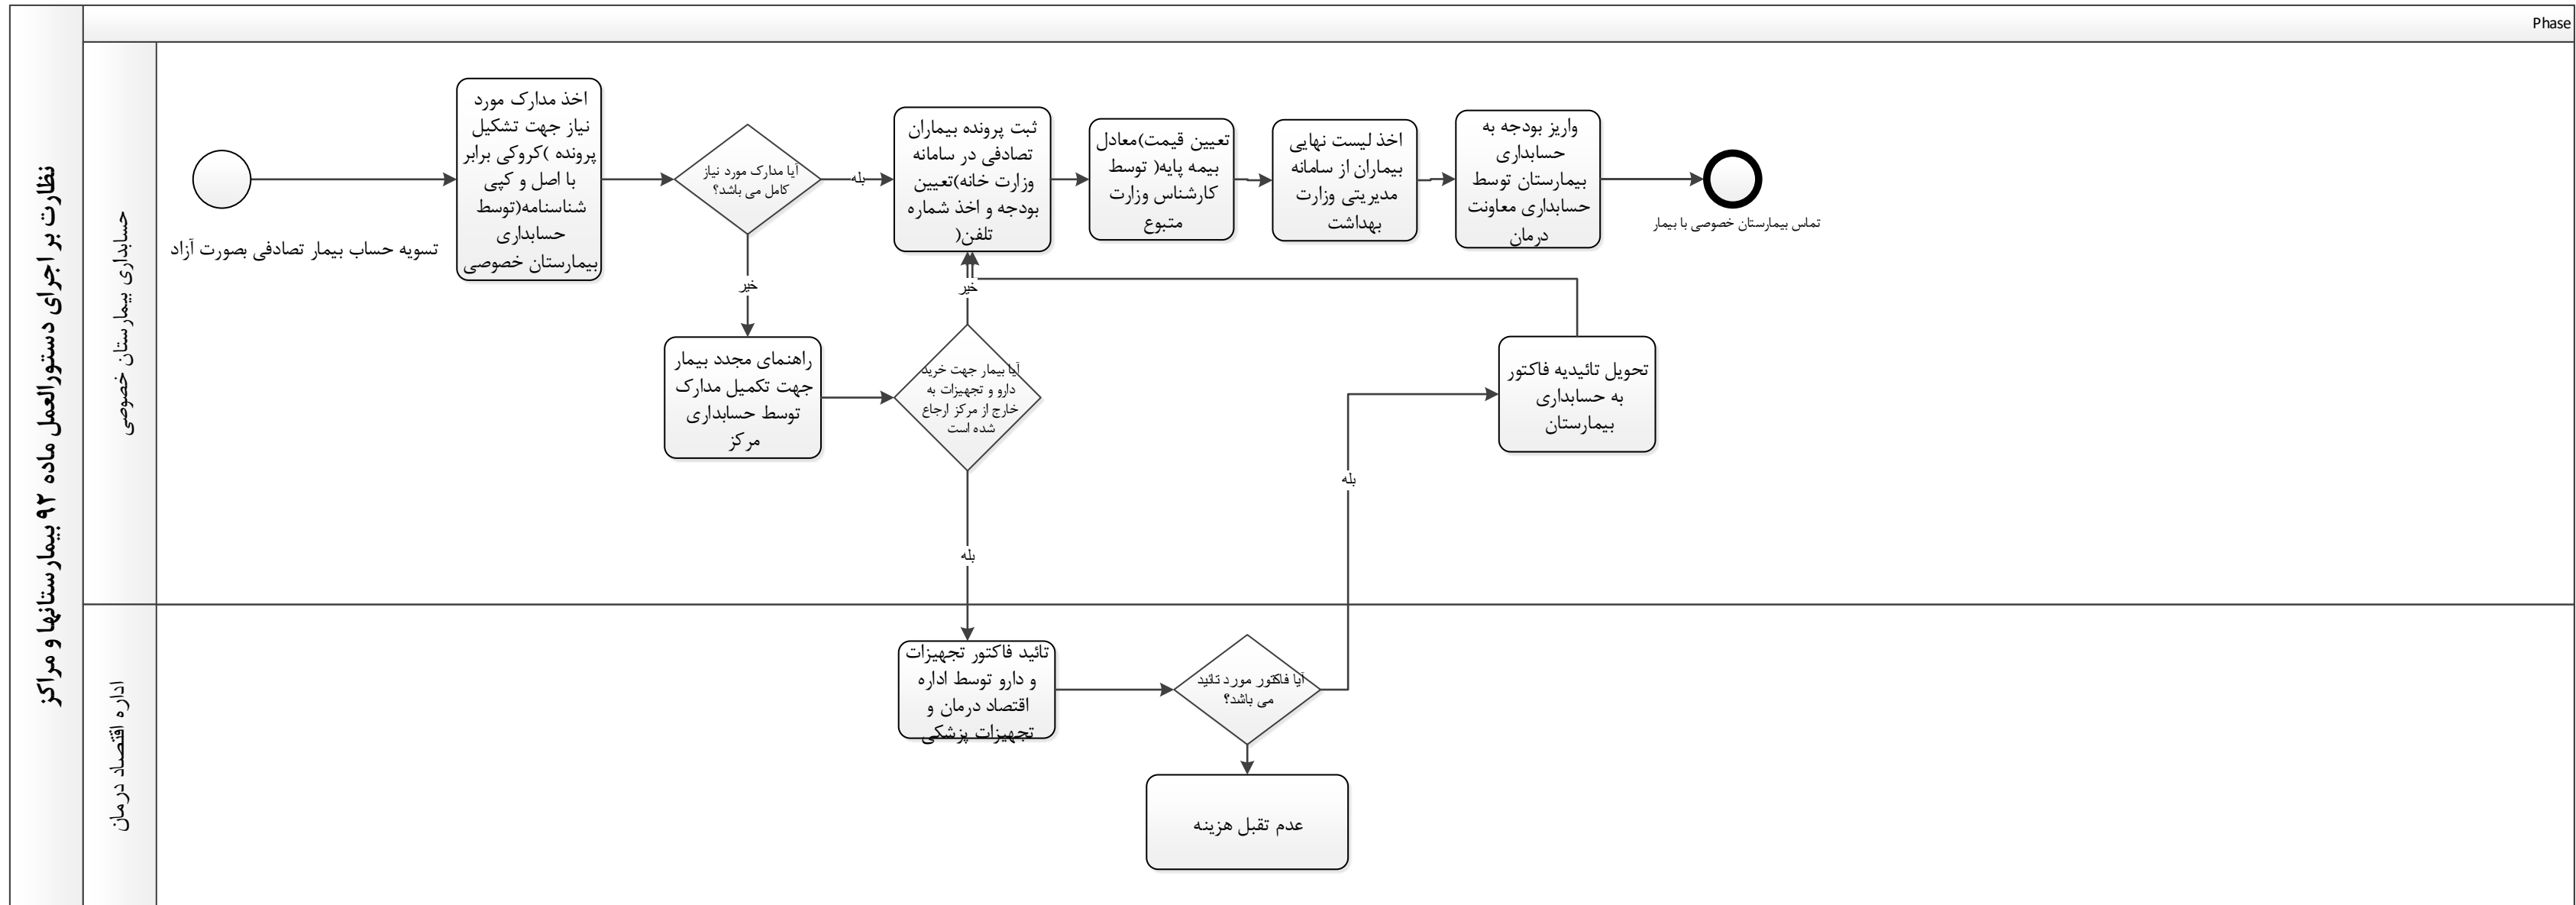 Phase
نظارت بر اجرای دستورالعمل ماده ۹۲ بیمارستانها و مراکز
حسابداری بیمارستان خصوصی
تسویه حساب بیمار تصادفی بصورت آزاد
اخذ مدارک مورد
نیاز جهت تشکیل
پرونده )کروکی برابر
با اصل و کپی
شناسنامه(توسط
حسابداری
بیمارستان خصوصی
آیا مدارک مورد نیاز
کامل می باشد؟
بله
خیر
ثبت پرونده بیماران
تصادفی در سامانه
وزارت خانه)تعیین
بودجه و اخذ شماره
تلفن(
تعیین قیمت)معادل
بیمه پایه( توسط
کارشناس وزارت
متبوع
اخذ لیست نهایی
بیماران از سامانه
مدیریتی وزارت
بهداشت
واریز بودجه به
حسابداری
بیمارستان توسط
حسابداری معاونت
درمان
تماس بیمارستان خصوصی با بیمار
راهنمای مجدد بیمار
جهت تکمیل مدارک
توسط حسابداری
مرکز
خیر
آیا بیمار جهت خرید
دارو و تجهیزات به
خارج از مرکز ارجاع
شده است
بله
تحویل تائیدیه فاکتور
به حسابداری
بیمارستان
بله
اداره اقتصاد درمان
تائید فاکتور تجهیزات
و دارو توسط اداره
اقتصاد درمان و
تجهیزات پزشکی
آیا فاکتور مورد تائید
می باشد؟
عدم تقبل هزینه